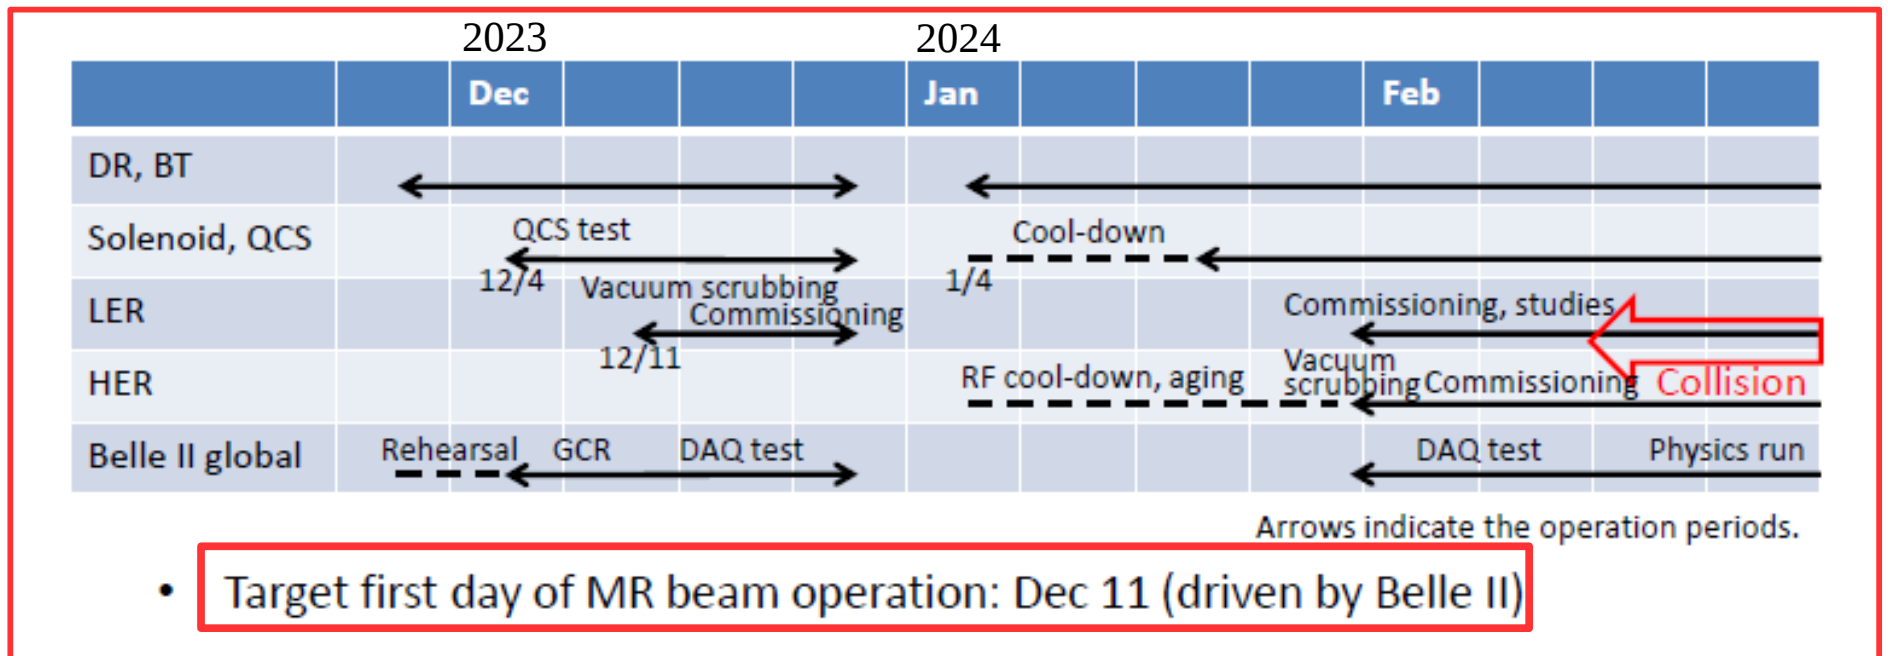 2023 2024
Dec Jan Feb
DR, BT
Solenoid, QCS QCS test Cool-down
12/4 1/4
LER Vacuum scrubbing
Commissioning Commissioning, studies
12/11
HER RF cool-down, aging Vacuum
scrubbing Commissioning Collision
Belle II global Rehearsal GCR DAQ test DAQ test Physics run
Arrows indicate the operation periods.
• Target first day of MR beam operation: Dec 11 (driven by Belle II)